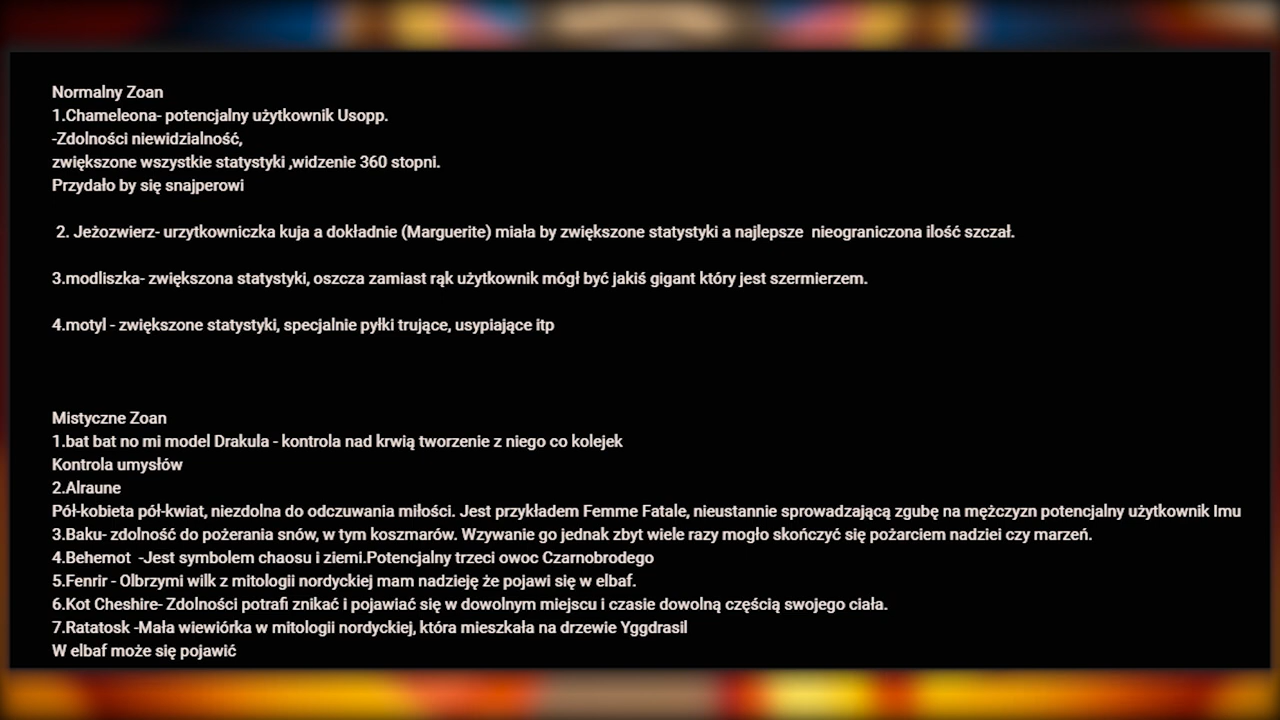 Normalny Zoan
1.Chameleona- potencjalny użytkownik Usopp.
-Zdolności niewidzialność,
zwiększone wszystkie statystyki ,widzenie 360 stopni.
Przydało by się snajperowi
2. Jeżozwierz- urzytkowniczka kuja a dokładnie (Marguerite) miała by zwiększone statystyki a najlepsze  nieograniczona ilość szczał.
3.modliszka- zwiększona statystyki, oszcza zamiast rąk użytkownik mógł być jakiś gigant który jest szermierzem.
4.motyl - zwiększone statystyki, specjalnie pyłki trujące, usypiające itp
Mistyczne Zoan
1.bat bat no mi model Drakula - kontrola nad krwią tworzenie z niego co kolejek
Kontrola umysłów
2.Alraune
Pół-kobieta pół-kwiat, niezdolna do odczuwania miłości. Jest przykładem Femme Fatale, nieustannie sprowadzającą zgubę na mężczyzn potencjalny użytkownik Imu
3.Baku- zdolność do pożerania snów, w tym koszmarów. Wzywanie go jednak zbyt wiele razy mogło skończyć się pożarciem nadziei czy marzeń.
4.Behemot  -Jest symbolem chaosu i ziemi.Potencjalny trzeci owoc Czarnobrodego
5.Fenrir - Olbrzymi wilk z mitologii nordyckiej mam nadzieję że pojawi się w elbaf.
6.Kot Cheshire- Zdolności potrafi znikać i pojawiać się w dowolnym miejscu i czasie dowolną częścią swojego ciała.
7.Ratatosk -Mała wiewiórka w mitologii nordyckiej, która mieszkała na drzewie Yggdrasil
W elbaf może się pojawić